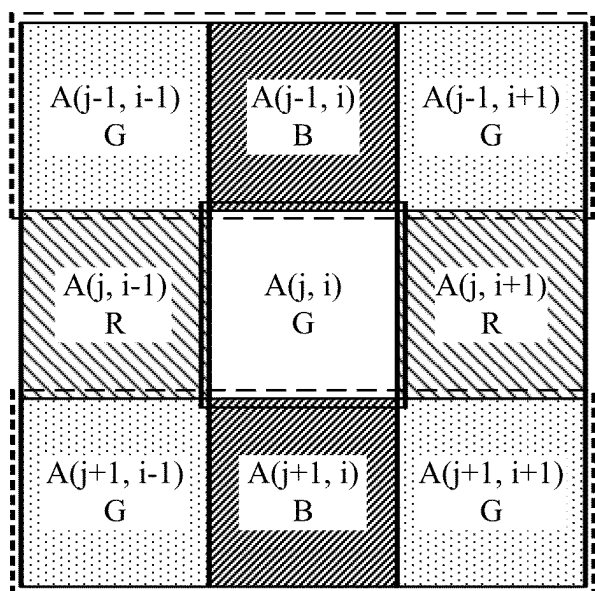 A(j-1, i-1) A(j-1, i) A(j-1, i+1)
G B G
A(j, i-1) A(j, i) A(j, i+1)
R G R
A(j+1, i-1) A(j+1, i) A(j+1, i+1)
G B G